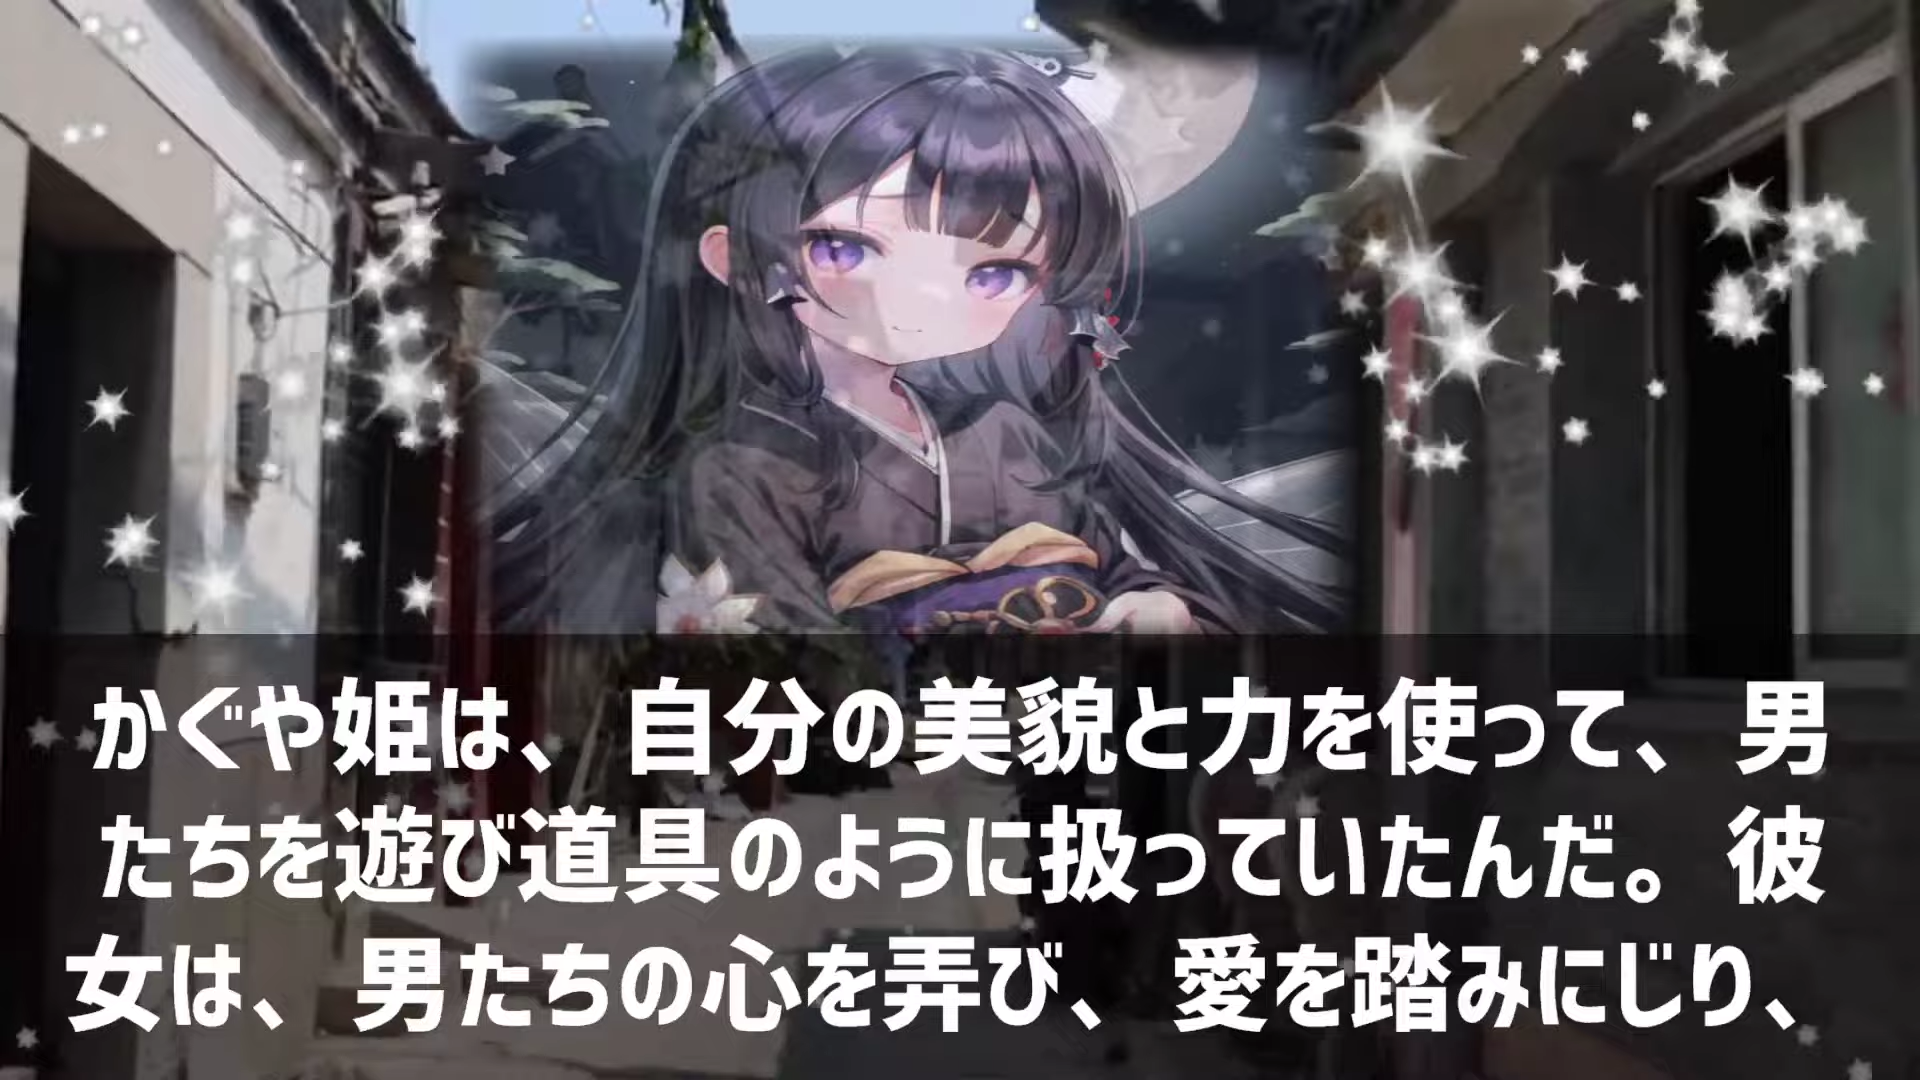 かぐや姫は、自分の美貌と力を使って、男
たちを遊び道具のように扱っていたんだ。彼
女は、男たちの心を弄び、愛を踏みにじり、